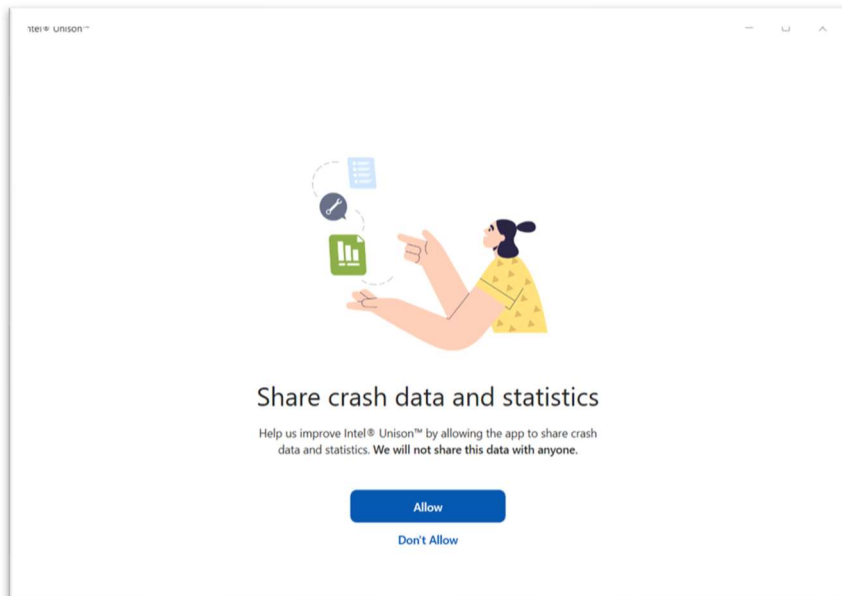 Unison™
Share crash data and statistics
Help us improve Intel® Unison™ by allowing the app to share crash
data and statistics. We will not share this data with anyone.
Allow
Don't Allow